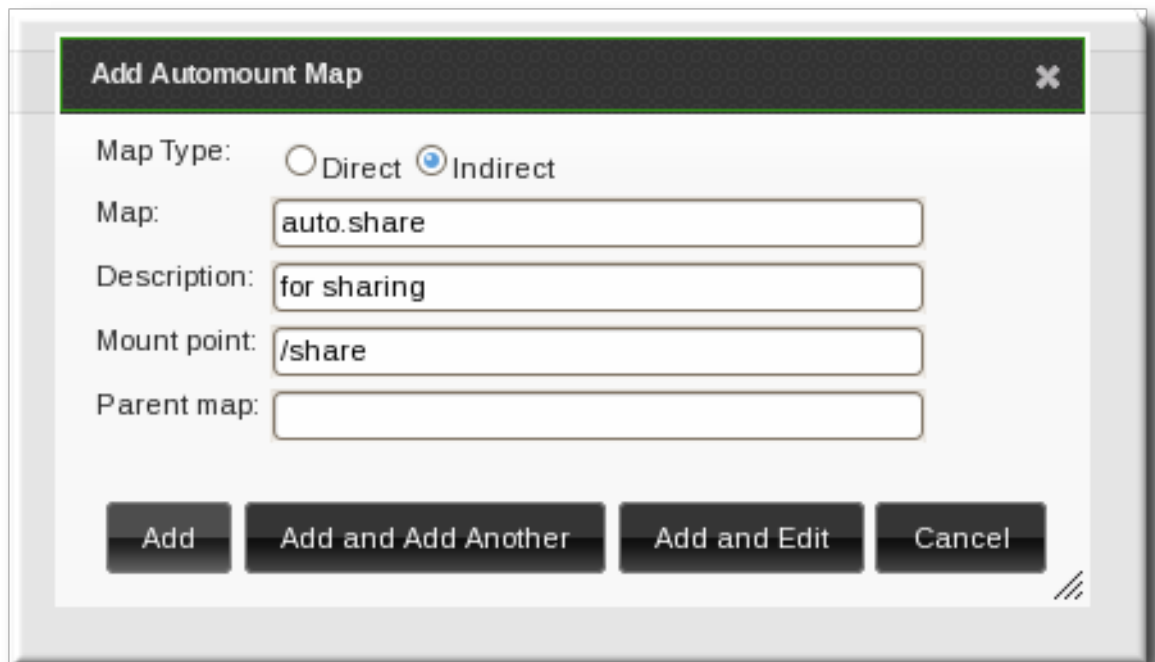 Add Automount Map
Map Type: Direct Indirect
Map: auto.share
Description: for sharing
Mount point: /share
Parent map:
Add Add and Add Another Add and Edit Cancel